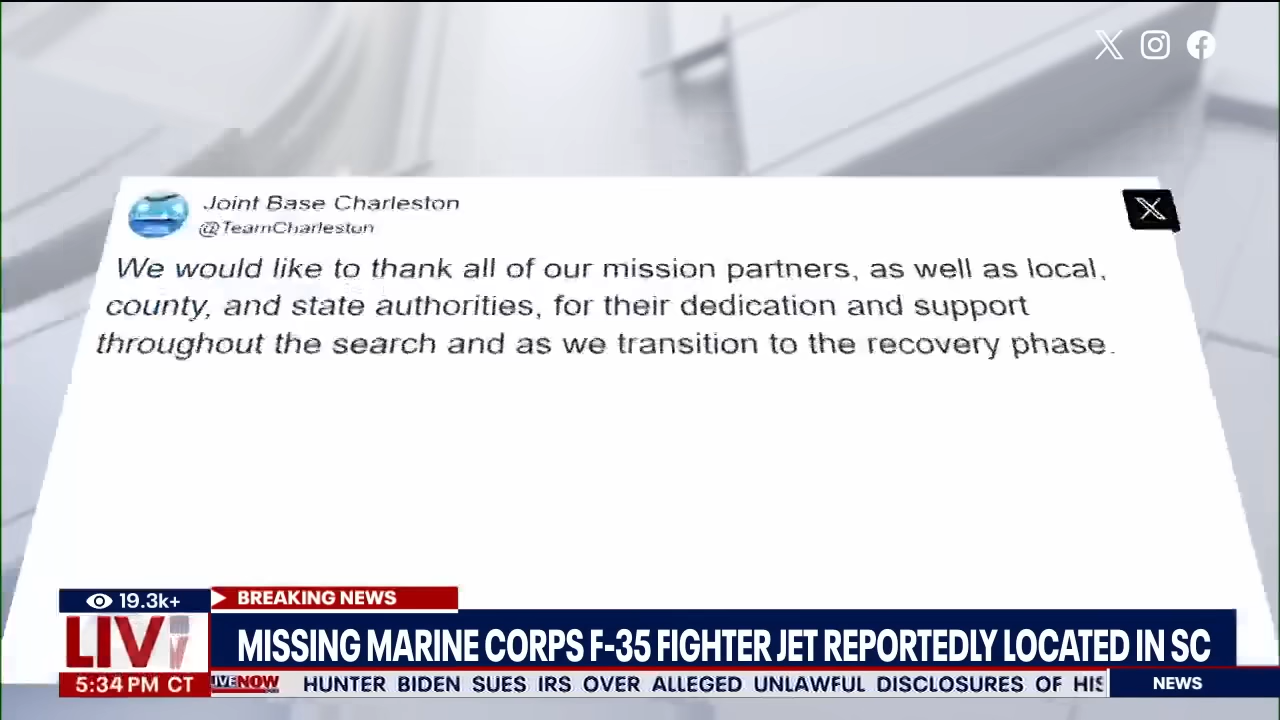 Joint Base Charleston
@TeamCharleston
We would like to thank all of our mission partners, as well as local,
county, and state authorities, for their dedication and support
throughout the search and as we transition to the recovery phase.
19.3k+
BREAKING NEWS
MISSING MARINE CORPS F-35 FIGHTER JET REPORTEDLY LOCATED IN SC
5:34 PM CT
HUNTER BIDEN SUES IRS OVER ALLEGED UNLAWFUL DISCLOSURES OF HIS
NEWS